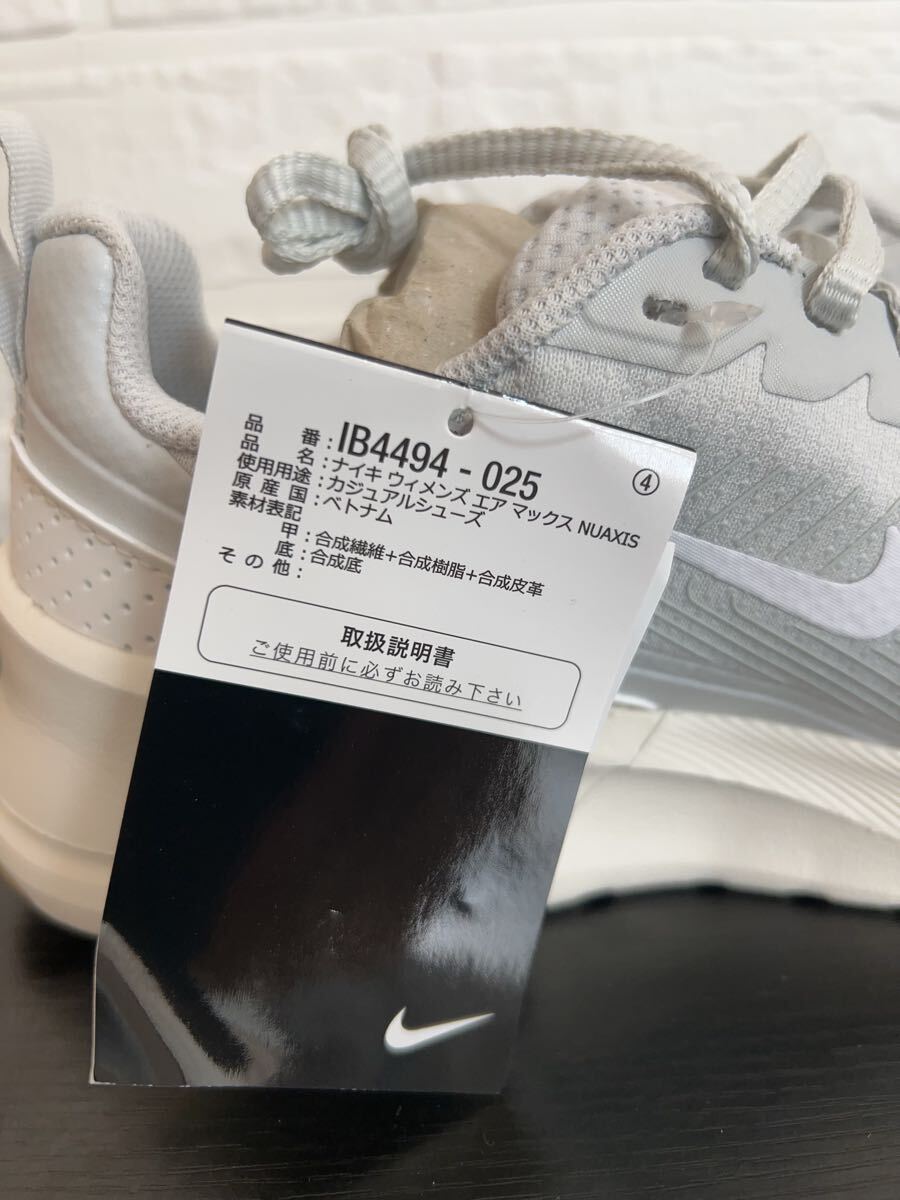 品 番：IB4494 - 025
④
品 名：ナイキ ウィメンズ エア マックス NUAXIS
使用用途：カジュアルシューズ
原 産 国：ベトナム
素材表記：
甲：合成繊維+合成樹脂+合成皮革
底：合成底
そ の 他：
取扱説明書
ご使用前に必ずお読み下さい